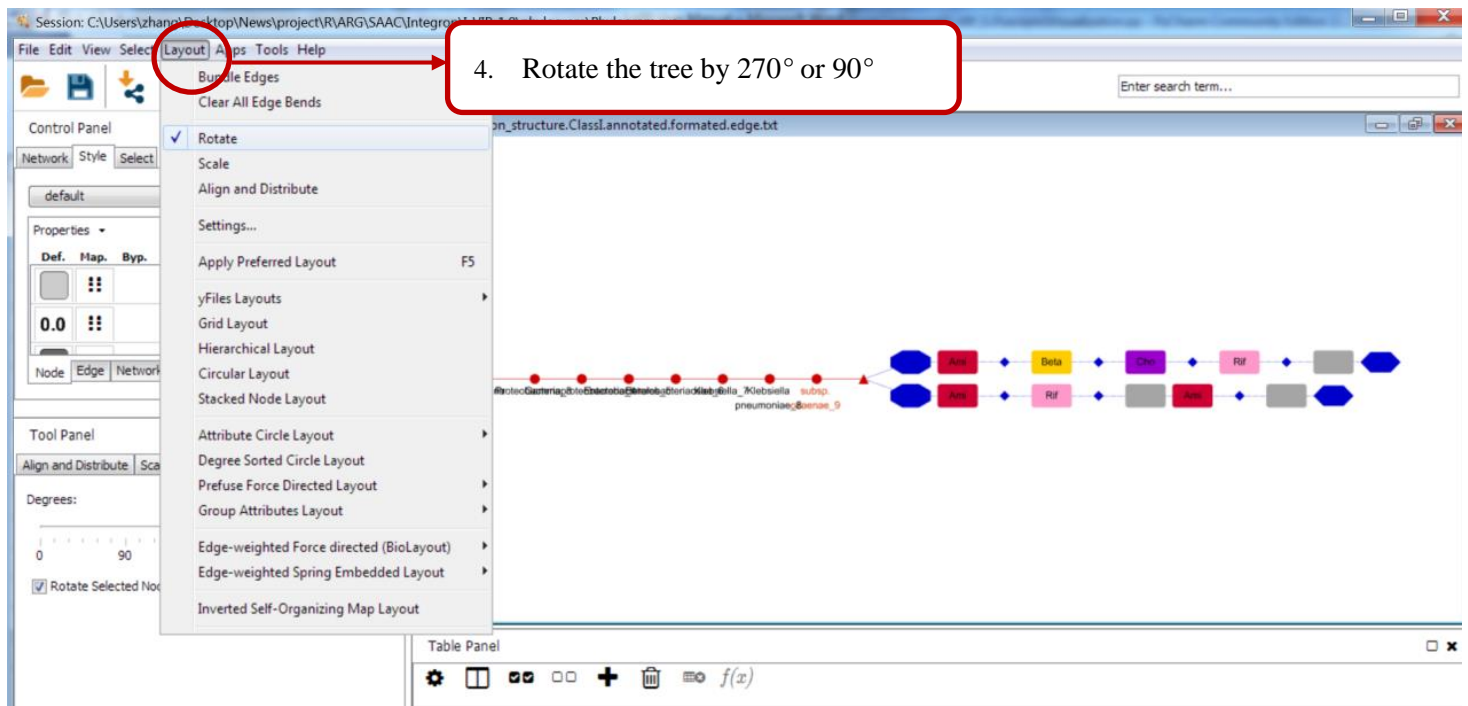 Session: C:\Users\zhang\Desktop\News\project\R\ARG\SAAC\Integron\
File Edit View Select Layout Apps Tools Help
4. Rotate the tree by 270° or 90°
Enter search term...
Bundle Edges
Clear All Edge Bends
Control Panel
on_structure.ClassI.annotated.formated.edge.txt
Rotate
Network Style Select
Scale
default
Align and Distribute
Properties
Settings...
Def. Map. Byp.
Apply Preferred Layout F5
yFiles Layouts
0.0
Grid Layout
Hierarchical Layout
Node Edge Network
Circular Layout
Stacked Node Layout
Ami Beta Cho Rif
Klebsiella subsp.
pneumoniae_8
Ami Rif Ami
Tool Panel
Attribute Circle Layout
Align and Distribute Sca
Degree Sorted Circle Layout
Prefuse Force Directed Layout
Degrees:
Group Attributes Layout
0 90
Edge-weighted Force directed (BioLayout)
Edge-weighted Spring Embedded Layout
Rotate Selected Nod
Inverted Self-Organizing Map Layout
Table Panel
f(x)